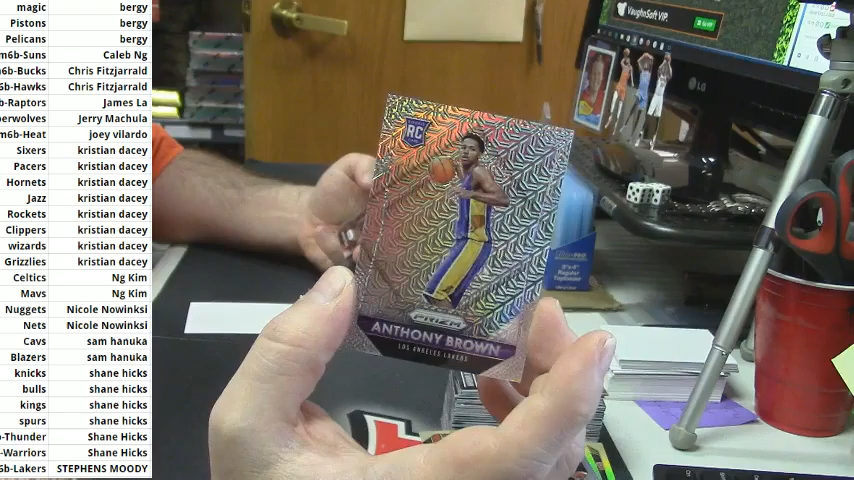 magic bergy
Pistons bergy
Pelicans bergy
m6b-Suns Caleb Ng
6b-Bucks Chris Fitzjarrald
6b-Hawks Chris Fitzjarrald
b-Raptors James La
erwolves Jerry Machula
m6b-Heat joey vilardo
Sixers kristian dacey
Pacers kristian dacey
Hornets kristian dacey
Jazz kristian dacey
Rockets kristian dacey
Clippers kristian dacey
wizards kristian dacey
Grizzlies kristian dacey
Celtics Ng Kim
Mavs Ng Kim
Nuggets Nicole Nowinksi
Nets Nicole Nowinksi
Cavs sam hanuka
Blazers sam hanuka
knicks shane hicks
bulls shane hicks
kings shane hicks
spurs shane hicks
-Thunder Shane Hicks
-Warriors Shane Hicks
6b-Lakers STEPHENS MOODY
VaughnSoft VIP.
LG
RC
PRIZM
ANTHONY BROWN
LOS ANGELES LAKERS